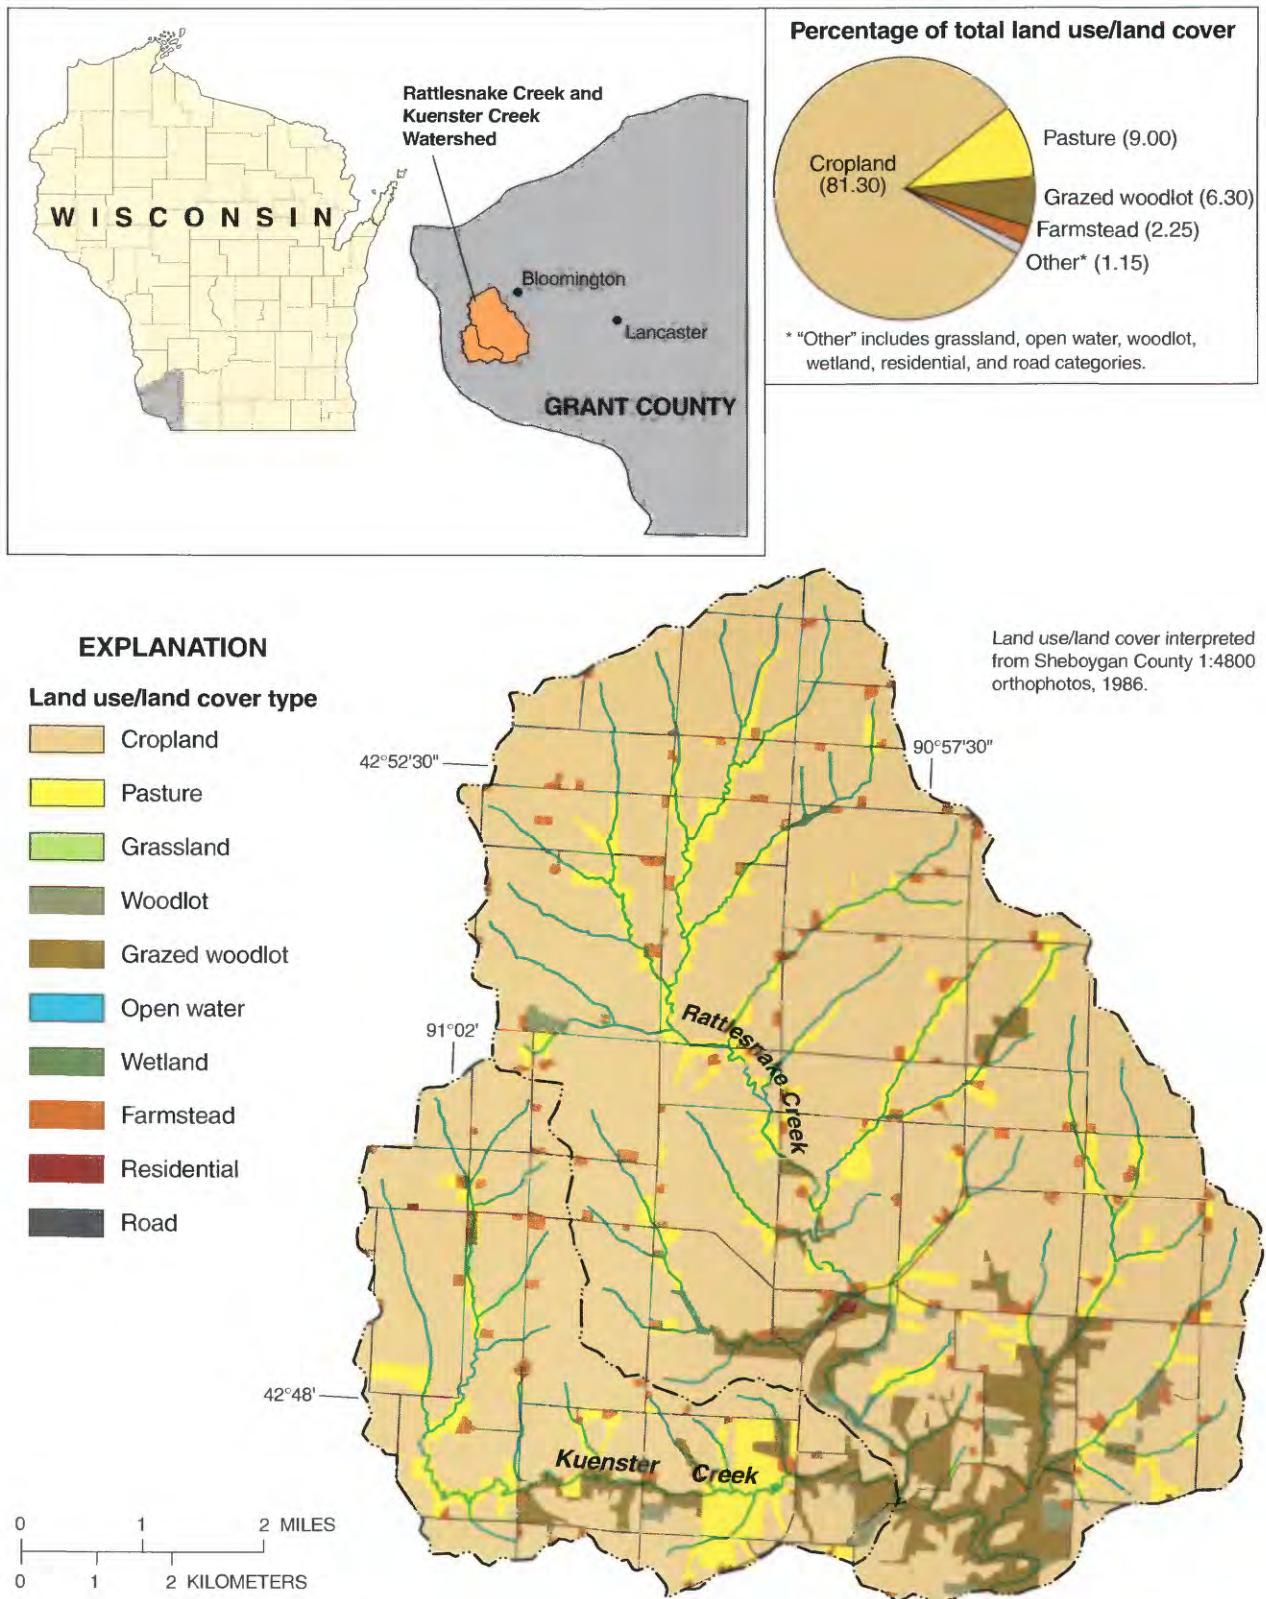 Percentage of total land use/land cover
Cropland
(81.30)
Pasture (9.00)
Grazed woodlot (6.30)
Farmstead (2.25)
Other* (1.15)
* "Other" includes grassland, open water, woodlot,
wetland, residential, and road categories.
WISCONSIN
Rattlesnake Creek and
Kuenster Creek
Watershed
Bloomington
Lancaster
GRANT COUNTY
EXPLANATION
Land use/land cover type
Cropland
Pasture
Grassland
Woodlot
Grazed woodlot
Open water
Wetland
Farmstead
Residential
Road
Land use/land cover interpreted
from Sheboygan County 1:4800
orthophotos, 1986.
42°52'30"
90°57'30"
91°02'
42°48'
Rattlesnake Creek
Kuenster Creek
0 1 2 MILES
0 1 2 KILOMETERS